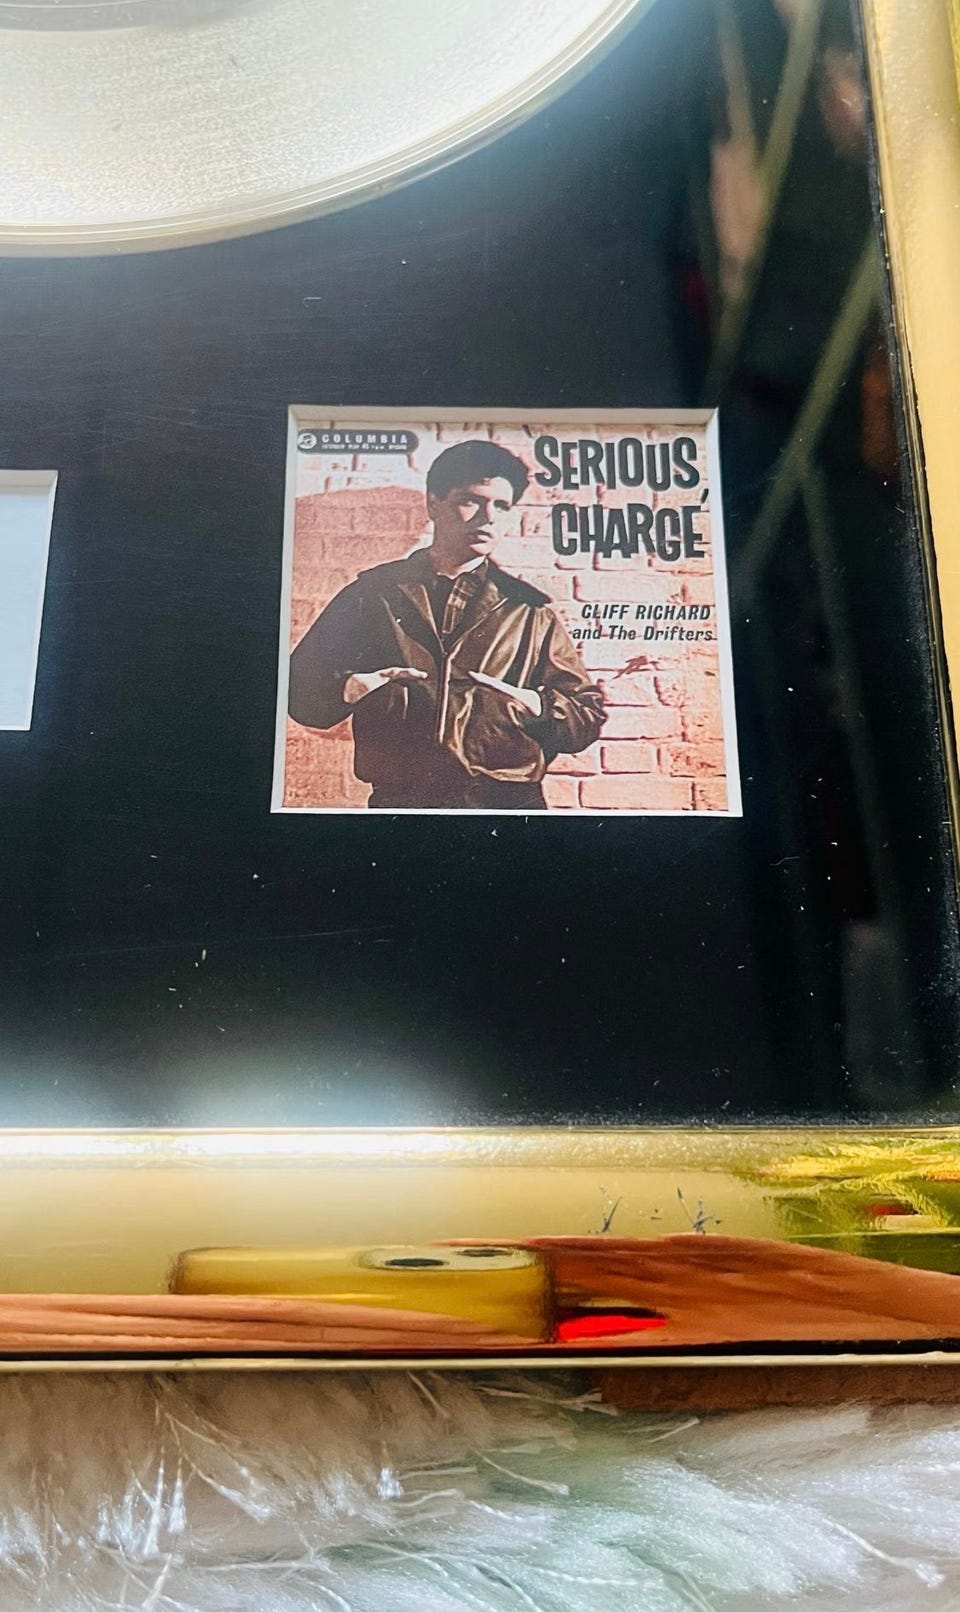 COLUMBIA
'SERIOUS
CHARGE'
CLIFF RICHARD
and The Drifters